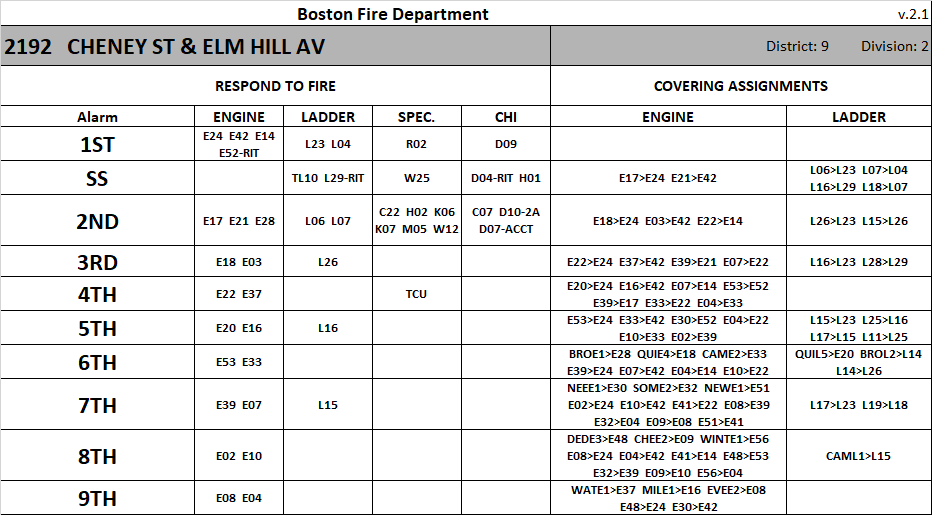 Boston Fire Department v.2.1
2192 CHENEY ST & ELM HILL AV District: 9 Division: 2
RESPOND TO FIRE COVERING ASSIGNMENTS
Alarm ENGINE LADDER SPEC. CHI ENGINE LADDER
1ST
E24 E42 E14
E52-RIT
L23 L04
R02
D09
SS
TL10 L29-RIT
W25
D04-RIT H01
E17>E24 E21>E42
L06>L23 L07>L04
L16>L29 L18>L07
2ND
E17 E21 E28
L06 L07
C22 H02 K06
K07 M05 W12
C07 D10-2A
D07-ACCT
E18>E24 E03>E42 E22>E14
L26>L23 L15>L26
3RD
E18 E03
L26
E22>E24 E37>E42 E39>E21 E07>E22
L16>L23 L28>L29
4TH
E22 E37
TCU
E20>E24 E16>E42 E07>E14 E53>E52
E39>E17 E33>E22 E04>E33
5TH
E20 E16
L16
E53>E24 E33>E42 E30>E52 E04>E22
E10>E33 E02>E39
L15>L23 L25>L16
L17>L15 L11>L25
6TH
E53 E33
BROE1>E28 QUIE4>E18 CAME2>E33
E39>E24 E07>E42 E04>E14 E10>E22
QUIL5>E20 BROL2>L14
L14>L26
7TH
E39 E07
L15
NEEE1>E30 SOME2>E32 NEWE1>E51
E02>E24 E10>E42 E41>E22 E08>E39
E32>E04 E09>E08 E51>E41
L17>L23 L19>L18
8TH
E02 E10
DEDE3>E48 CHEE2>E09 WINTE1>E56
E08>E24 E04>E42 E41>E14 E48>E53
E32>E39 E09>E10 E56>E04
CAML1>L15
9TH
E08 E04
WATE1>E37 MILE1>E16 EVEE2>E08
E48>E24 E30>E42